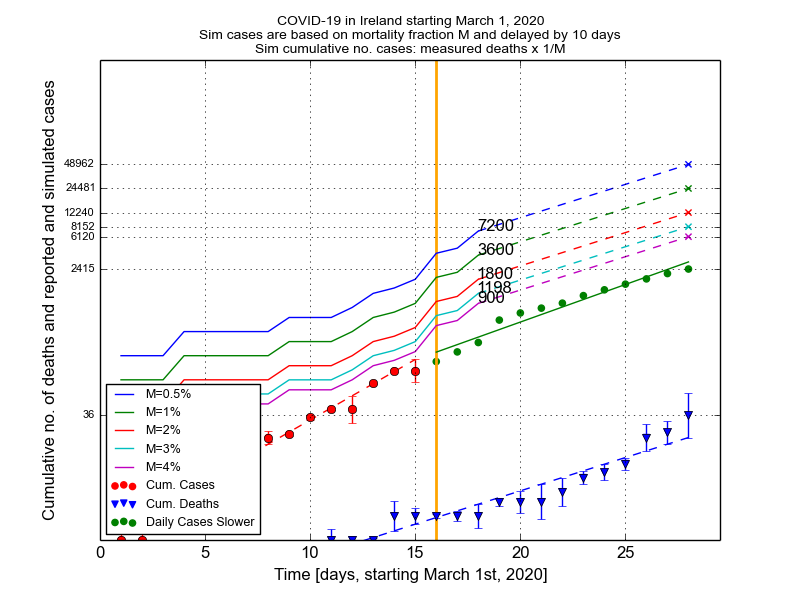 COVID-19 in Ireland starting March 1, 2020
Sim cases are based on mortality fraction M and delayed by 10 days
Sim cumulative no. cases: measured deaths x 1/M
Cumulative no. of deaths and reported and simulated cases
48962
24481
12240
8152
6120
2415
36
7200
3600
1800
1198
900
M=0.5%
M=1%
M=2%
M=3%
M=4%
Cum. Cases
Cum. Deaths
Daily Cases Slower
0 5 10 15 20 25
Time [days, starting March 1st, 2020]